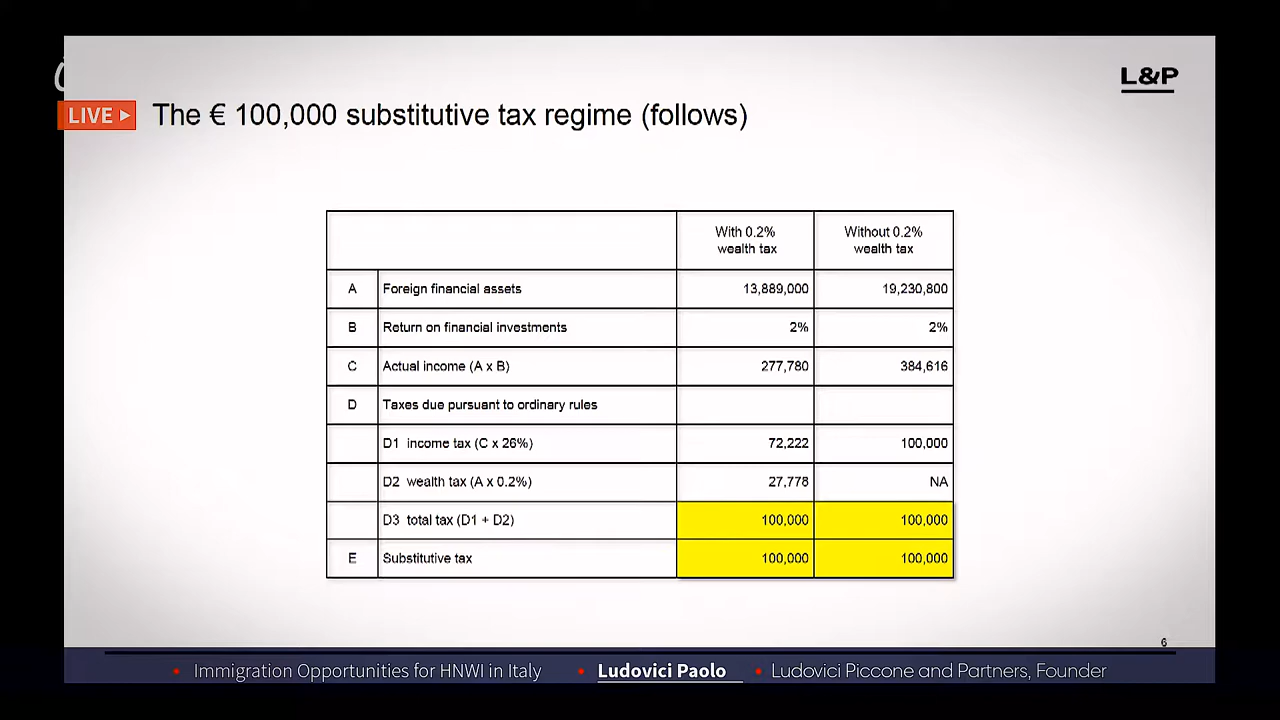 L&P
LIVE
The € 100,000 substitutive tax regime (follows)
With 0.2% wealth tax Without 0.2% wealth tax
A Foreign financial assets 13,889,000 19,230,800
B Return on financial investments 2% 2%
C Actual income (A x B) 277,780 384,616
D Taxes due pursuant to ordinary rules
D1 income tax (C x 26%) 72,222 100,000
D2 wealth tax (A x 0.2%) 27,778 NA
D3 total tax (D1 + D2) 100,000 100,000
E Substitutive tax 100,000 100,000
6
• Immigration Opportunities for HNWI in Italy • Ludovici Paolo • Ludovici Piccone and Partners, Founder